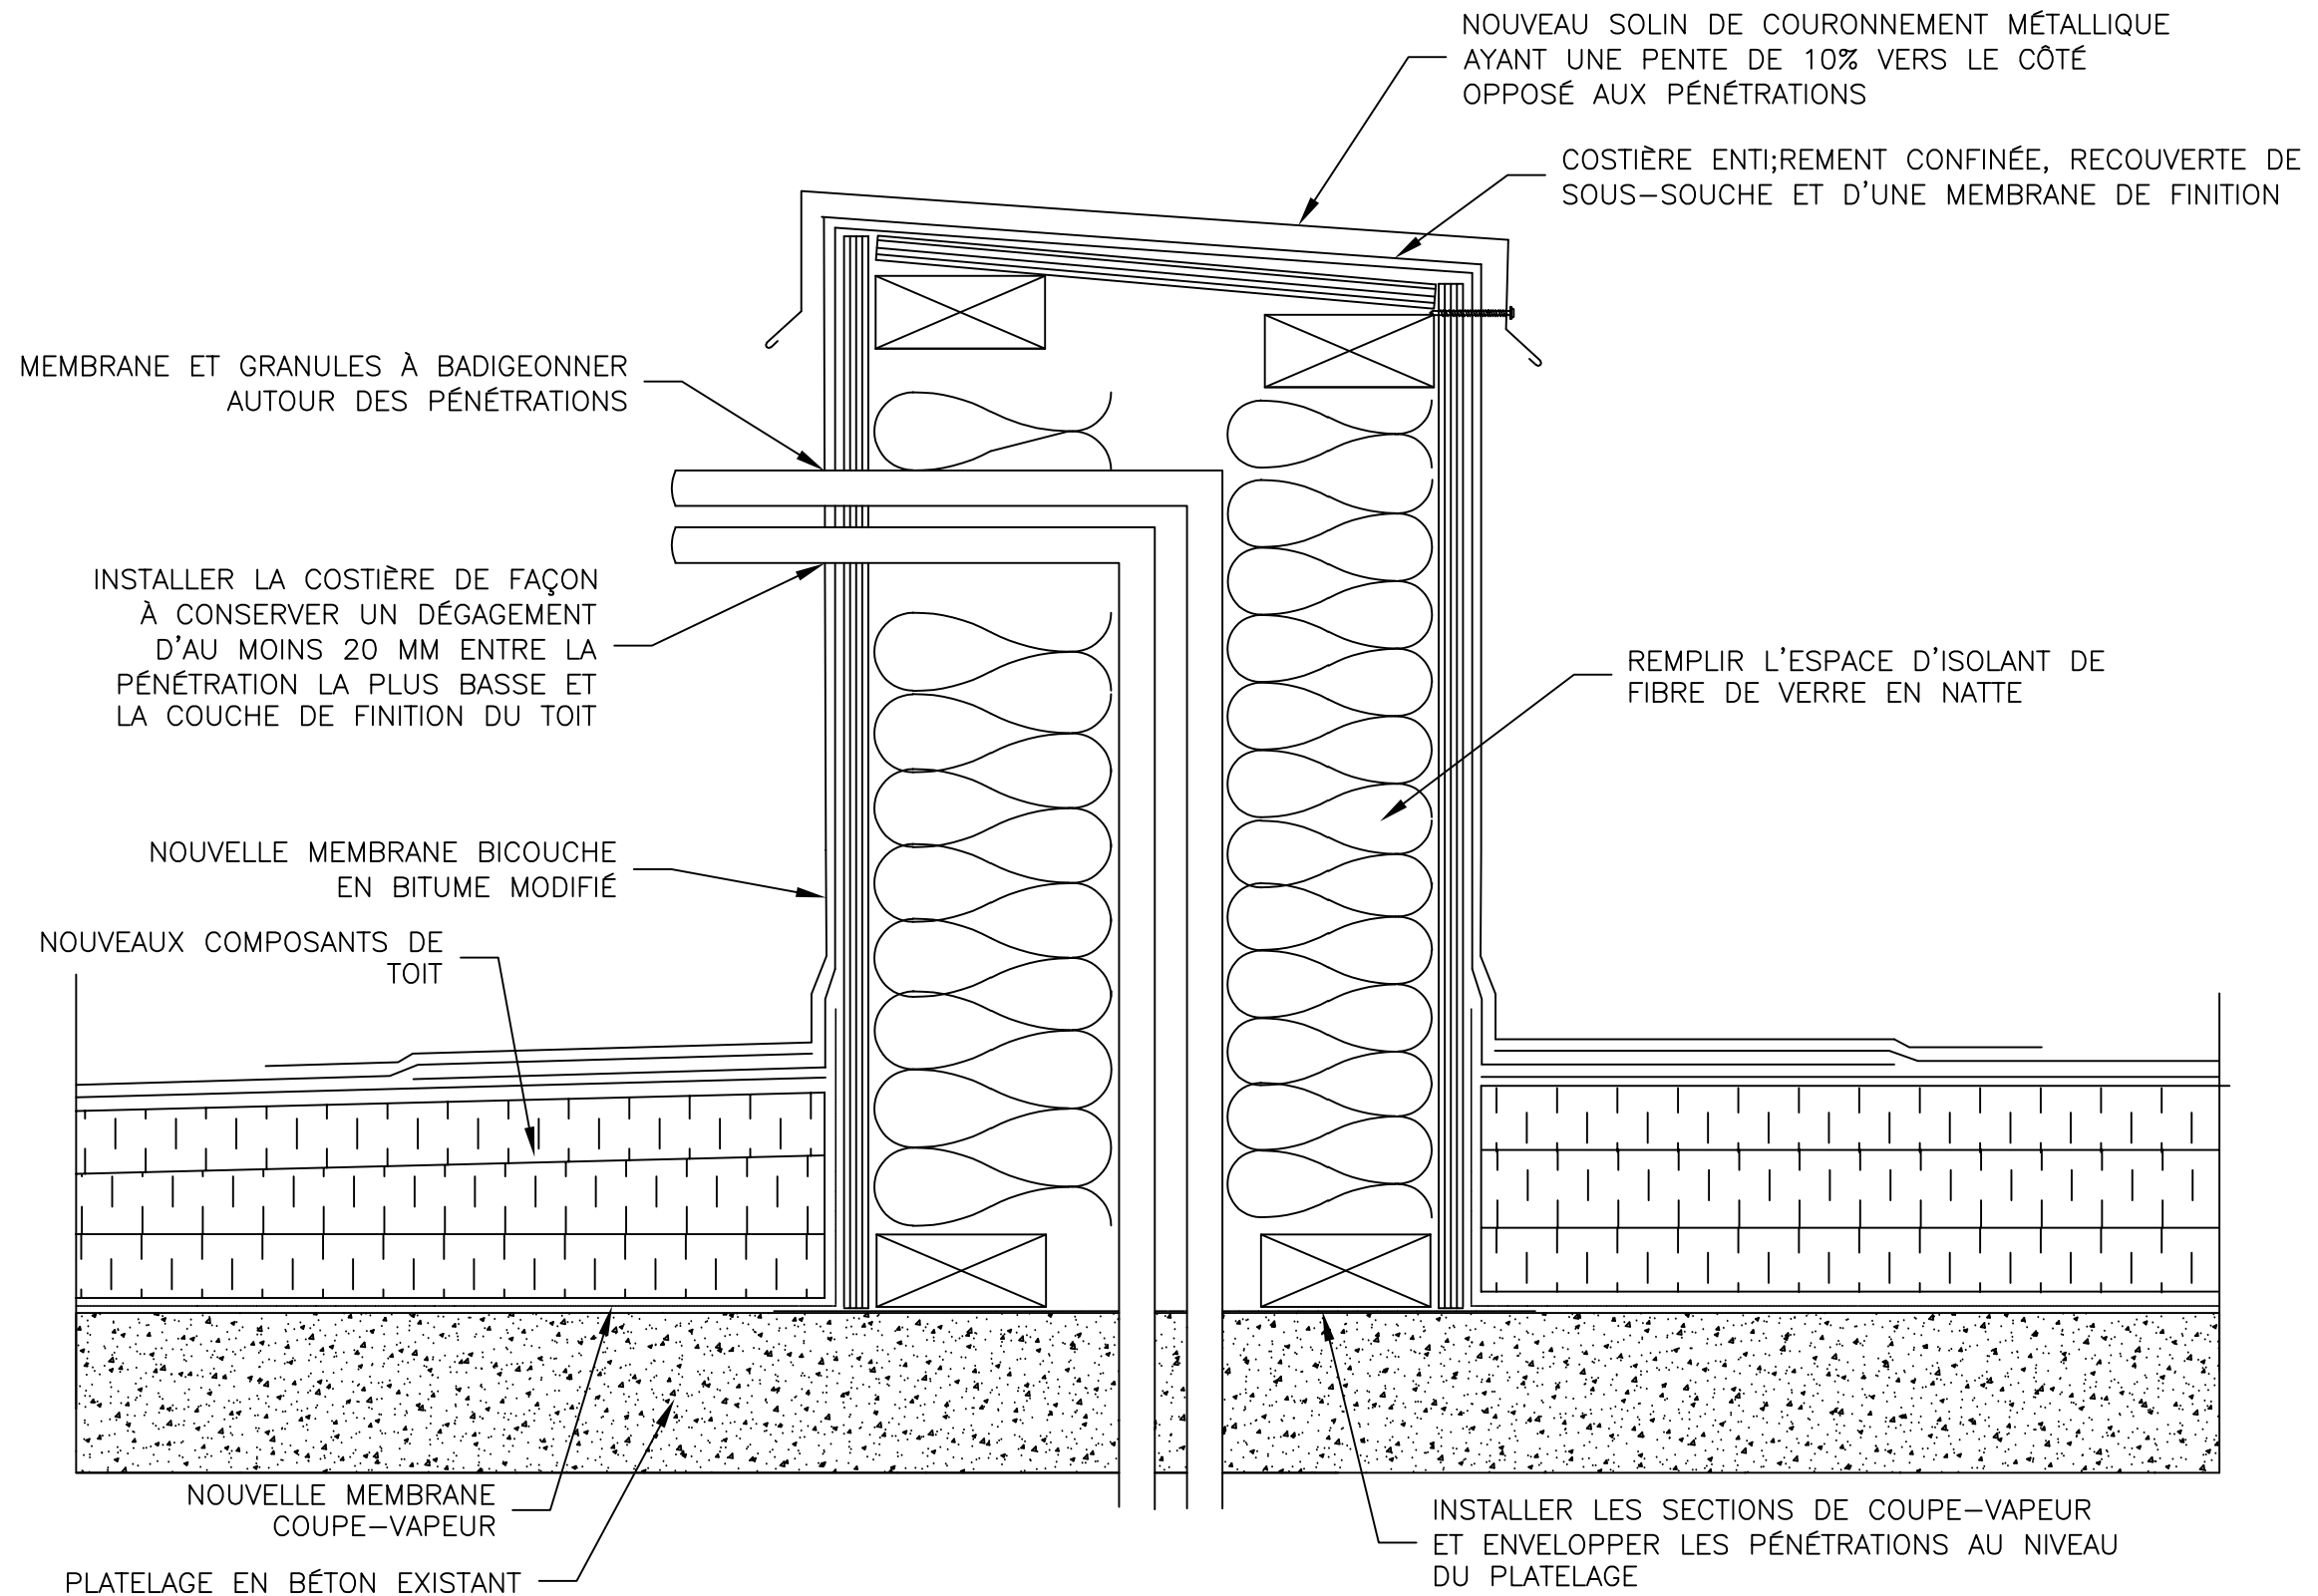 NOUVEAU SOLIN DE COURONNEMENT MÉTALLIQUE
AYANT UNE PENTE DE 10% VERS LE CÔTÉ
OPPOSÉ AUX PÉNÉTRATIONS
COSTIÈRE ENTI;REMENT CONFINÉE, RECOUVERTE DE
SOUS-SOUCHE ET D'UNE MEMBRANE DE FINITION
MEMBRANE ET GRANULES À BADIGEONNER
AUTOUR DES PÉNÉTRATIONS
INSTALLER LA COSTIÈRE DE FAÇON
À CONSERVER UN DÉGAGEMENT
D'AU MOINS 20 MM ENTRE LA
PÉNÉTRATION LA PLUS BASSE ET
LA COUCHE DE FINITION DU TOIT
REMPLIR L'ESPACE D'ISOLANT DE
FIBRE DE VERRE EN NATTE
NOUVELLE MEMBRANE BICOUCHE
EN BITUME MODIFIÉ
NOUVEAUX COMPOSANTS DE
TOIT
NOUVELLE MEMBRANE
COUPE-VAPEUR
PLATELAGE EN BÉTON EXISTANT
INSTALLER LES SECTIONS DE COUPE-VAPEUR
ET ENVELOPPER LES PÉNÉTRATIONS AU NIVEAU
DU PLATELAGE